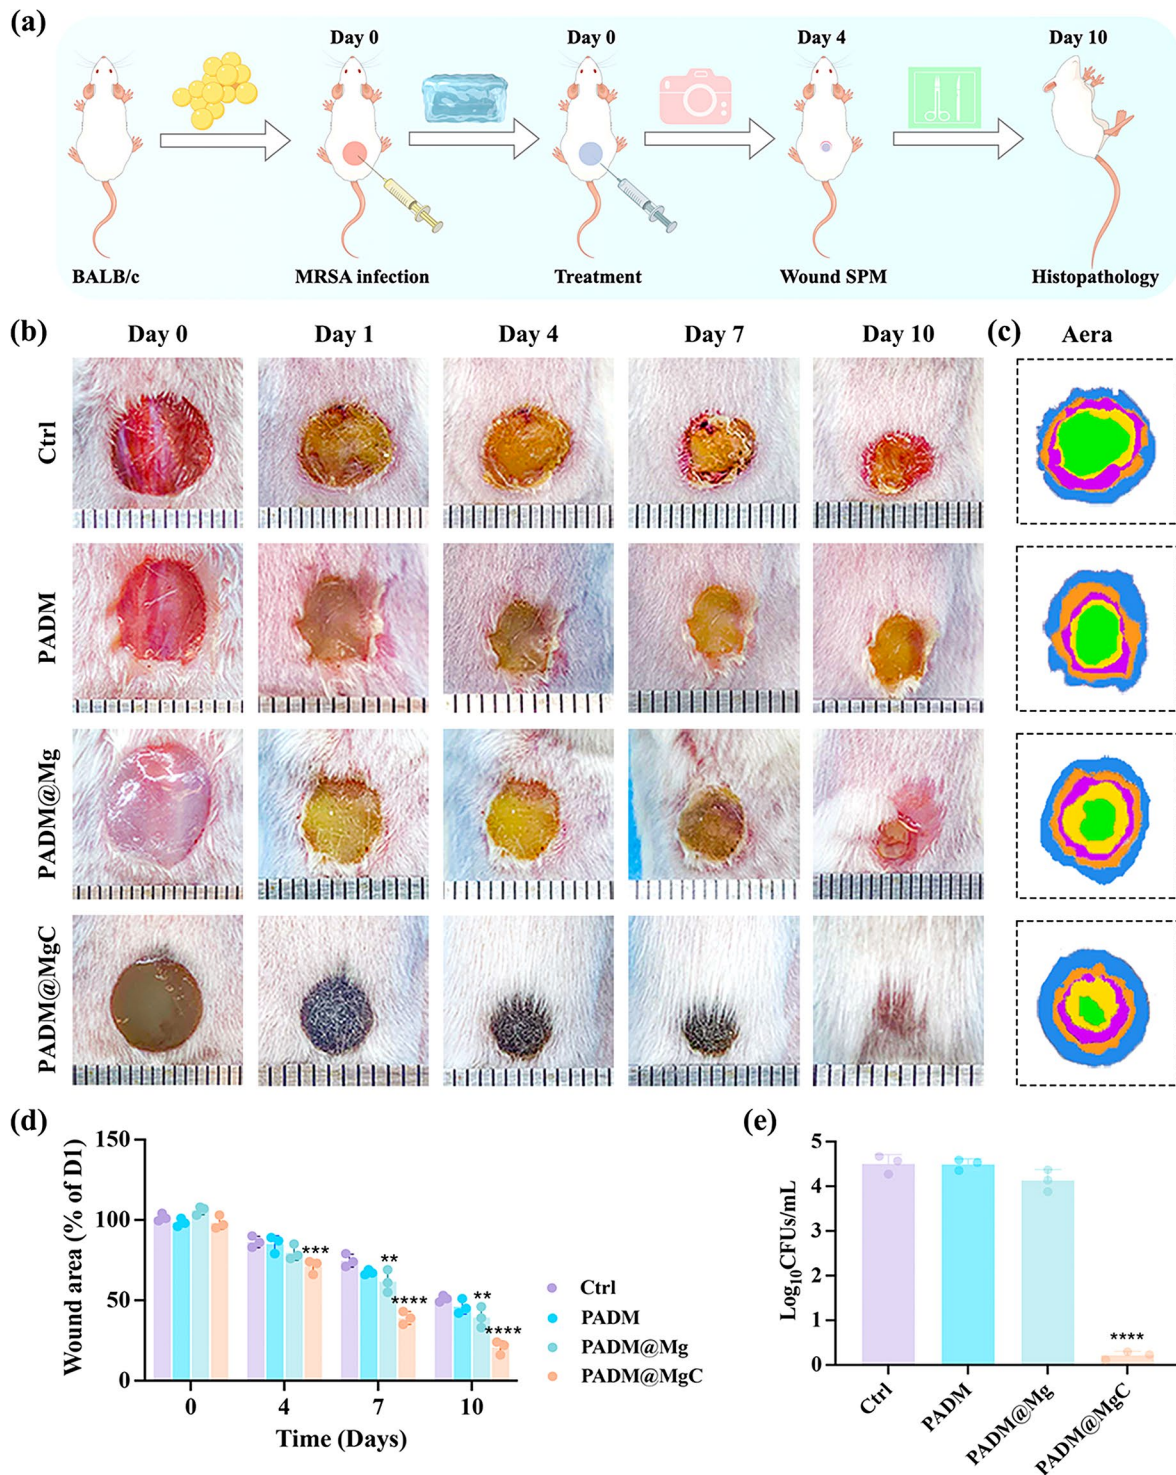 (a)
Day 0
Day 0
Day 4
Day 10
BALB/c
MRSA infection
Treatment
Wound SPM
Histopathology
(b)
Day 0
Day 1
Day 4
Day 7
Day 10
(c)
Aera
Ctrl
PADM
PADM@Mg
PADM@MgC
(d)
Wound area (% of D1)
150
100
50
0
***
**
****
**
****
0
4
7
10
Time (Days)
Ctrl
PADM
PADM@Mg
PADM@MgC
(e)
Log₁₀CFUs/mL
5
4
3
2
1
0
****
Ctrl
PADM
PADM@Mg
PADM@MgC